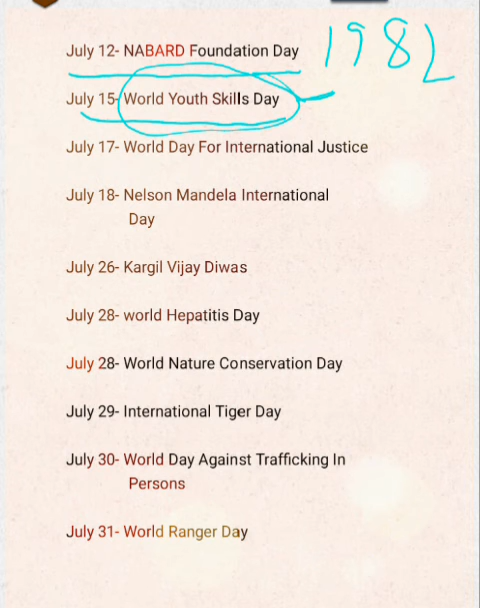 July 12- NABARD Foundation Day 1982
July 15- World Youth Skills Day
July 17- World Day For International Justice
July 18- Nelson Mandela International
Day
July 26- Kargil Vijay Diwas
July 28- world Hepatitis Day
July 28- World Nature Conservation Day
July 29- International Tiger Day
July 30- World Day Against Trafficking In
Persons
July 31- World Ranger Day